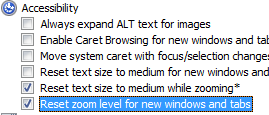 Accessibility
Always expand ALT text for images
Enable Caret Browsing for new windows and tab
Move system caret with focus/selection changes
Reset text size to medium for new windows and
Reset text size to medium while zooming*
Reset zoom level for new windows and tabs